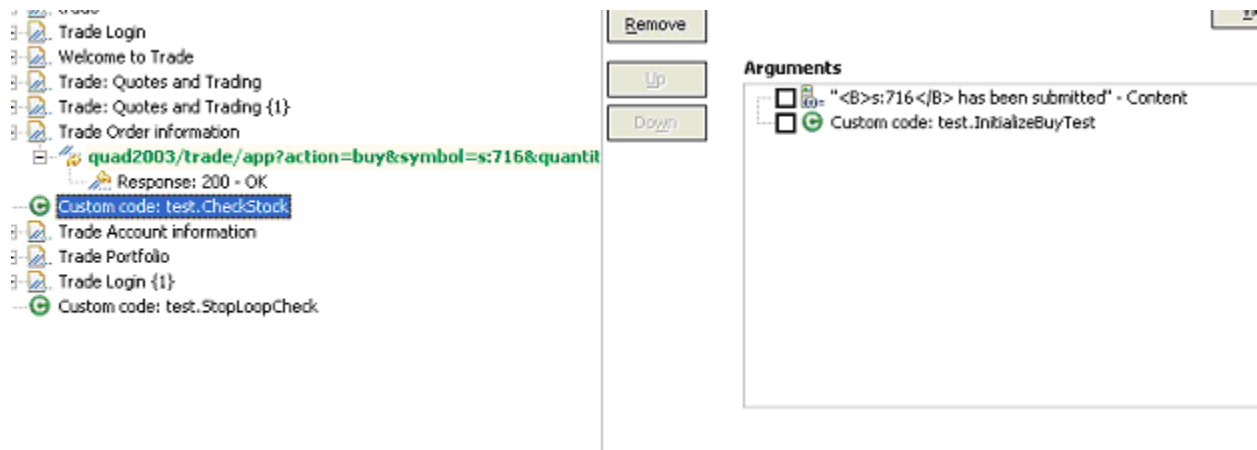 Trade Login
Welcome to Trade
Trade: Quotes and Trading
Trade: Quotes and Trading {1}
Trade Order information
quad2003/trade/app?action=buy&symbol=s:716&quantit
Response: 200 - OK
Custom code: test.CheckStock
Trade Account information
Trade Portfolio
Trade Login {1}
Custom code: test.StopLoopCheck
Remove
Up
Down
Arguments
"<B>s:716</B> has been submitted" - Content
Custom code: test.InitializeBuyTest